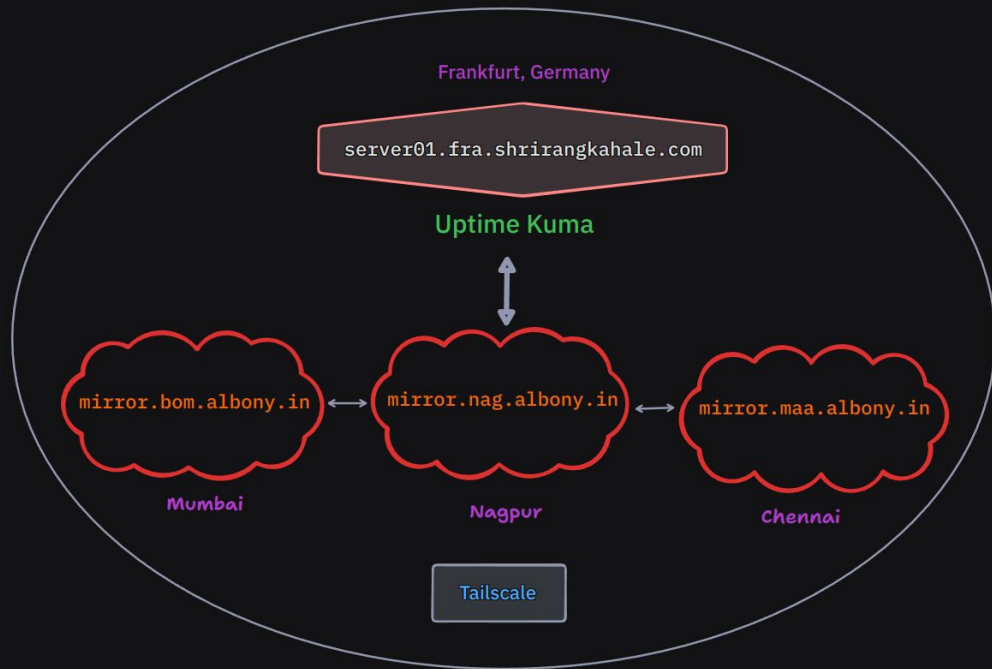 Frankfurt, Germany
server01.fra.shrirangkahale.com
Uptime Kuma
mirror.bom.albony.in
mirror.nag.albony.in
mirror.maa.albony.in
Mumbai
Nagpur
Chennai
Tailscale